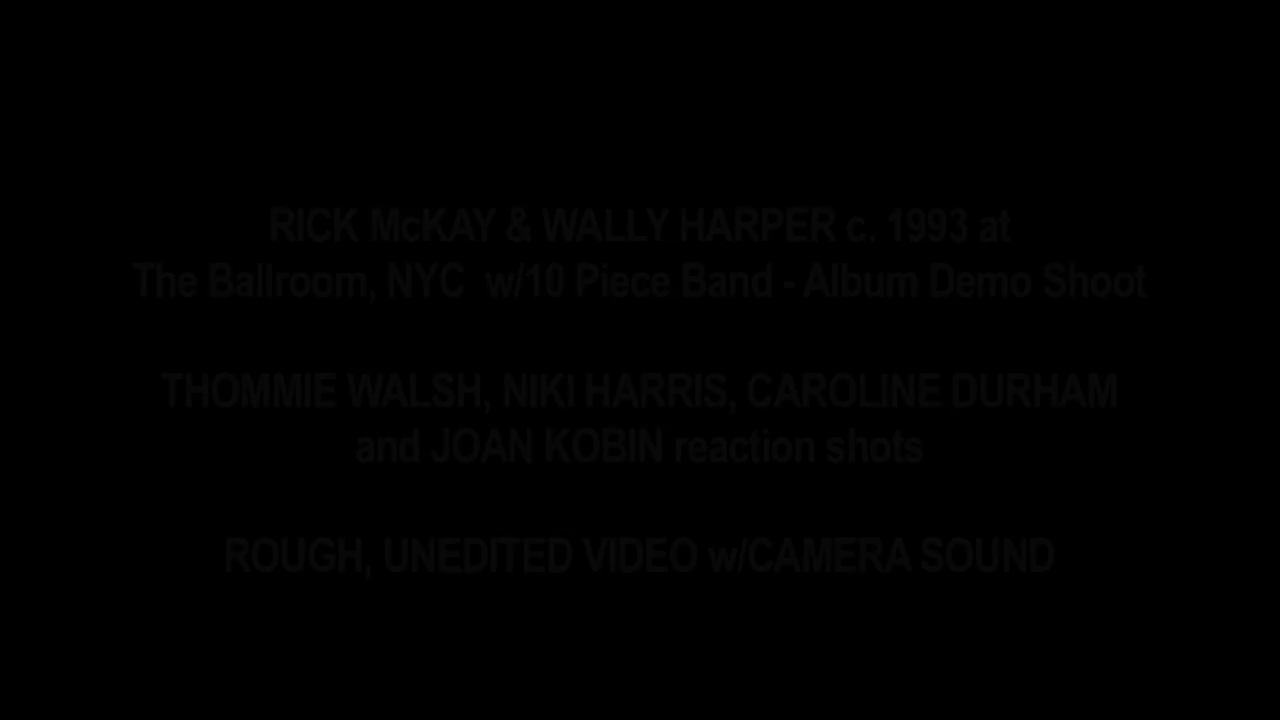 RICK McKAY & WALLY HARPER c. 1993 at
The Ballroom, NYC  w/10 Piece Band - Album Demo Shoot
THOMMIE WALSH, NIKI HARRIS, CAROLINE DURHAM
and JOAN KOBIN reaction shots
ROUGH, UNEDITED VIDEO w/CAMERA SOUND